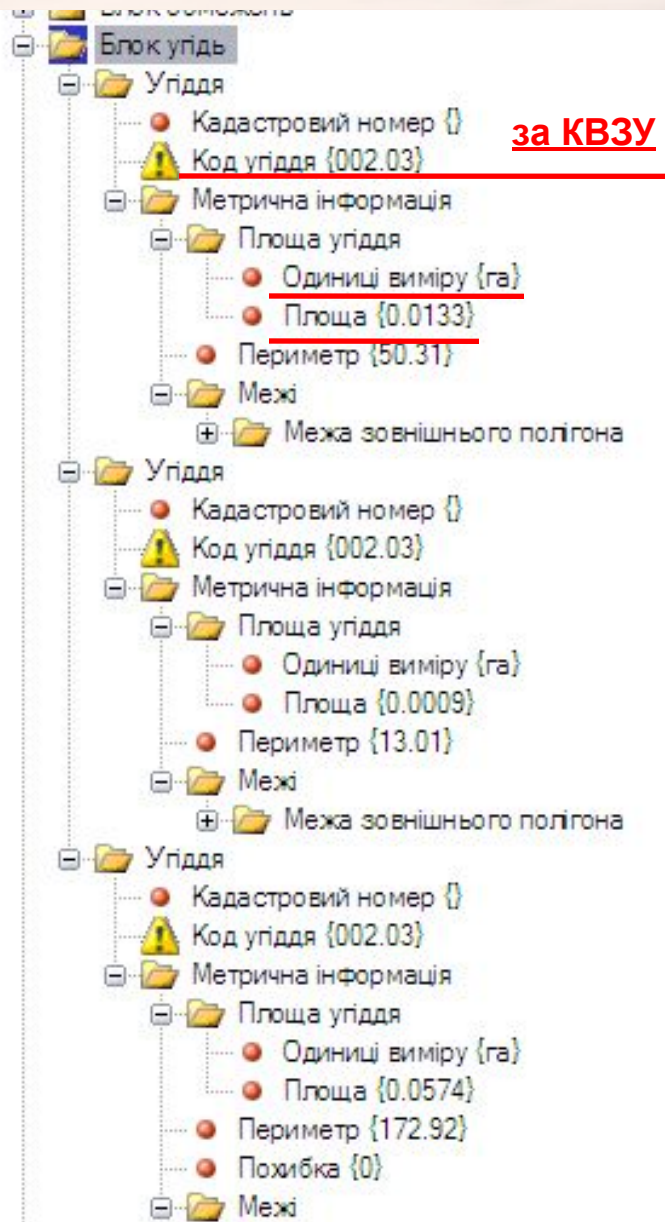 Блок обмежень
Блок угідь
Угіддя
Кадастровий номер {}
за КВЗУ
Код угіддя {002.03}
Метрична інформація
Площа угіддя
Одиниці виміру {га}
Площа {0.0133}
Периметр {50.31}
Межі
Межа зовнішнього полігона
Угіддя
Кадастровий номер {}
Код угіддя {002.03}
Метрична інформація
Площа угіддя
Одиниці виміру {га}
Площа {0.0009}
Периметр {13.01}
Межі
Межа зовнішнього полігона
Угіддя
Кадастровий номер {}
Код угіддя {002.03}
Метрична інформація
Площа угіддя
Одиниці виміру {га}
Площа {0.0574}
Периметр {172.92}
Похибка {0}
Межі